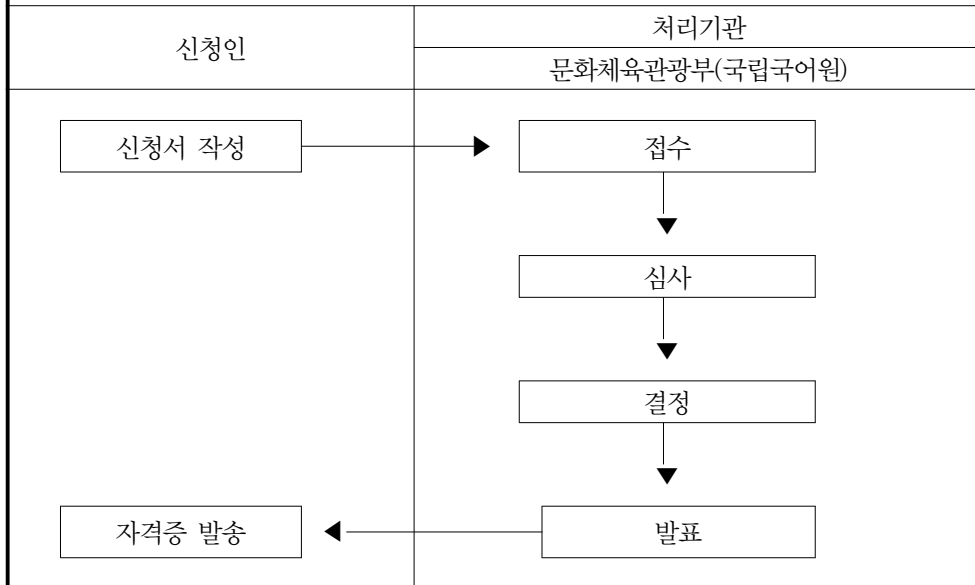 신청인
처리기관
문화체육관광부(국립국어원)
신청서 작성
접수
심사
결정
자격증 발송
발표